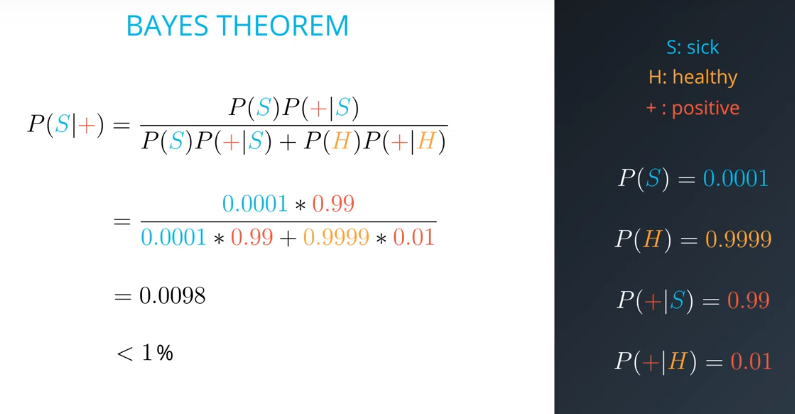 BAYES THEOREM
P(S|+) = P(S)P(+|S) / P(S)P(+|S) + P(H)P(+|H)
= 0.0001 * 0.99 / 0.0001 * 0.99 + 0.9999 * 0.01
= 0.0098
< 1%
S: sick
H: healthy
+ : positive
P(S) = 0.0001
P(H) = 0.9999
P(+|S) = 0.99
P(+|H) = 0.01